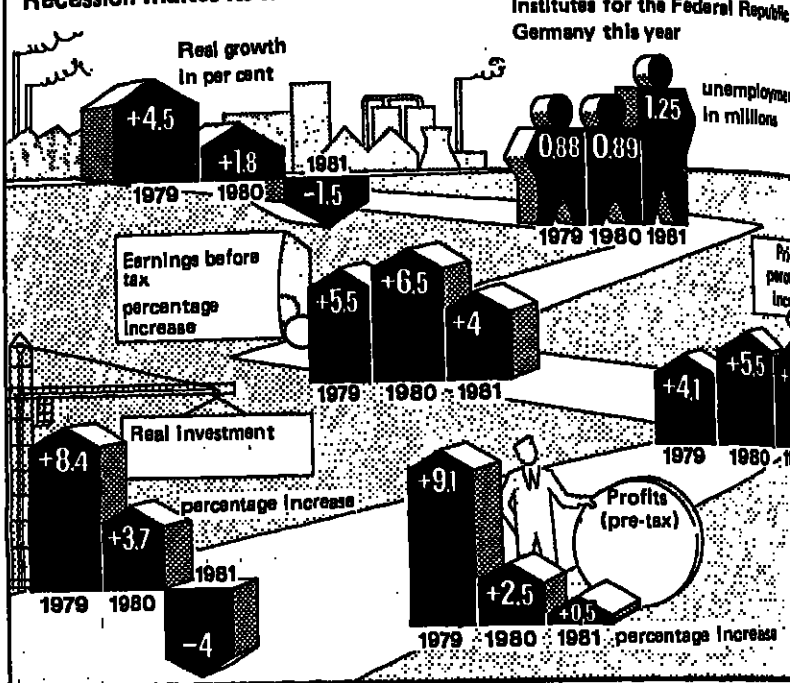 Recession makes
Institutes for the Federal Republic
Germany this year
Real growth
in per cent
+4.5
+1.8
1981
-1.5
1979
1980
unemployment
in millions
0.88
0.89
1.25
1979 1980 1981
Earnings before
tax
percentage
increase
+5.5
+6.5
+4
1979 1980 1981
+4.1
+5.5
1979 1980
Real investment
percentage increase
+8.4
+3.7
1981
-4
1979 1980
Profits
(pre-tax)
+9.1
+2.5
+0.5
1979 1980 1981 percentage increase